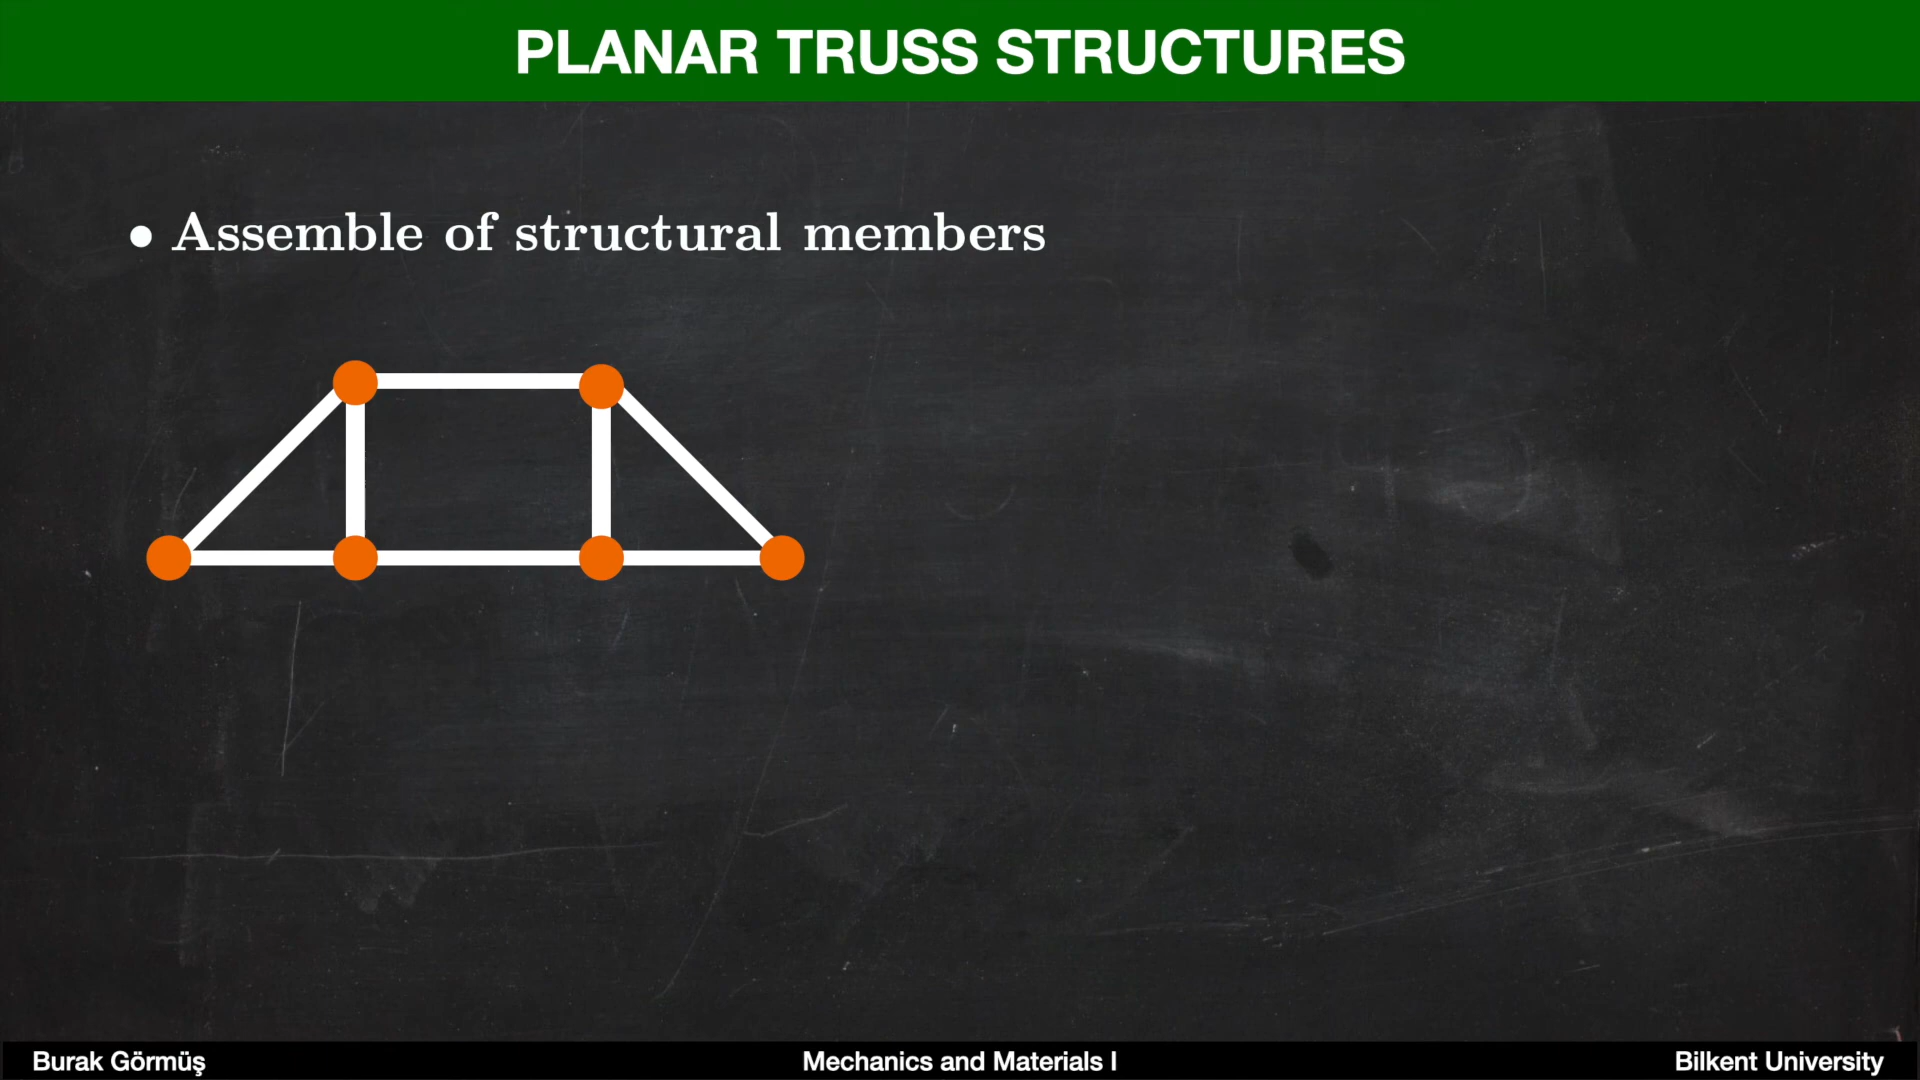 PLANAR TRUSS STRUCTURES
• Assemble of structural members
Burak Görmüş
Mechanics and Materials I
Bilkent University